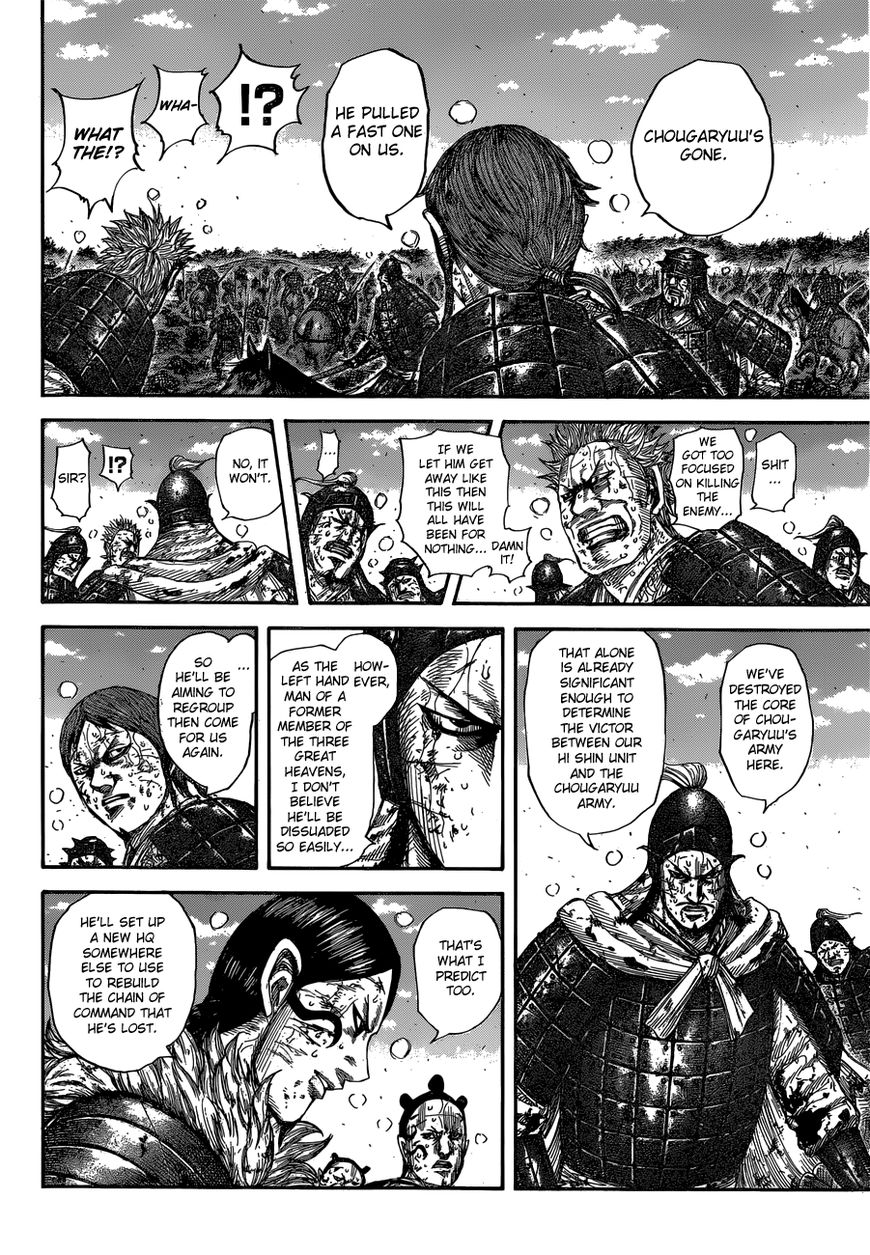 CHOUGARYUU'S
GONE.
HE PULLED
A FAST ONE
ON US.
!?
WHA-
WHAT
THE!?
SHIT
...
WE
GOT TOO
FOCUSED
ON KILLING
THE
ENEMY...
IF WE
LET HIM GET
AWAY LIKE
THIS THEN
THIS WILL
ALL HAVE
BEEN FOR
NOTHING...
DAMN
IT!
...
NO, IT
WON'T.
!?
SIR?
WE'VE
DESTROYED
THE CORE
OF CHOU-
GARYUU'S
ARMY
HERE.
THAT ALONE
IS ALREADY
SIGNIFICANT
ENOUGH TO
DETERMINE
THE VICTOR
BETWEEN OUR
HI SHIN UNIT
AND THE
CHOUGARYUU
ARMY.
HOW-
EVER,
AS THE
LEFT HAND
MAN OF A
FORMER
MEMBER OF
THE THREE
GREAT
HEAVENS,
I DON'T
BELIEVE
HE'LL BE
DISSUADED
SO EASILY...
...
SO
HE'LL BE
AIMING TO
REGROUP
THEN COME
FOR US
AGAIN.
THAT'S
WHAT I
PREDICT
TOO.
HE'LL SET UP
A NEW HQ
SOMEWHERE
ELSE TO USE
TO REBUILD
THE CHAIN OF
COMMAND THAT
HE'S LOST.